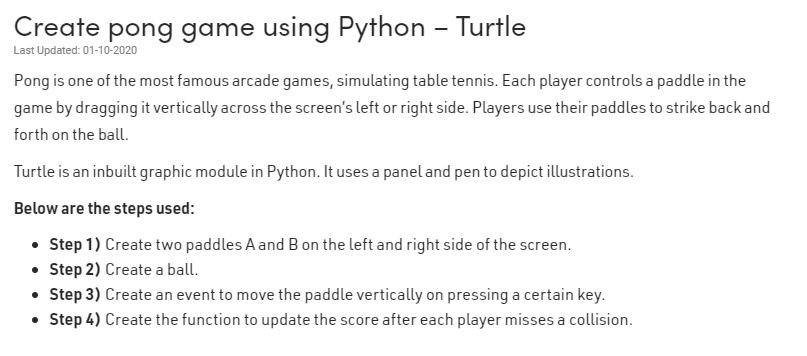 Create pong game using Python – Turtle
Last Updated: 01-10-2020
Pong is one of the most famous arcade games, simulating table tennis. Each player controls a paddle in the
game by dragging it vertically across the screen's left or right side. Players use their paddles to strike back and
forth on the ball.
Turtle is an inbuilt graphic module in Python. It uses a panel and pen to depict illustrations.
Below are the steps used:
• Step 1) Create two paddles A and B on the left and right side of the screen.
• Step 2) Create a ball.
• Step 3) Create an event to move the paddle vertically on pressing a certain key.
• Step 4) Create the function to update the score after each player misses a collision.